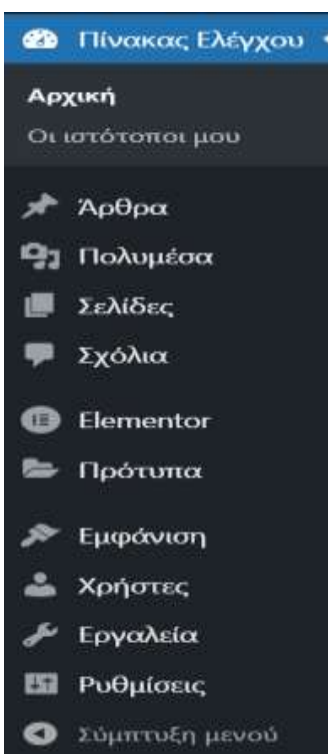 Πίνακας Ελέγχου
Αρχική
Οι ιστότοποι μου
Άρθρα
Πολυμέσα
Σελίδες
Σχόλια
Elementor
Πρότυπα
Εμφάνιση
Χρήστες
Εργαλεία
Ρυθμίσεις
Σύμπτυξη μενού